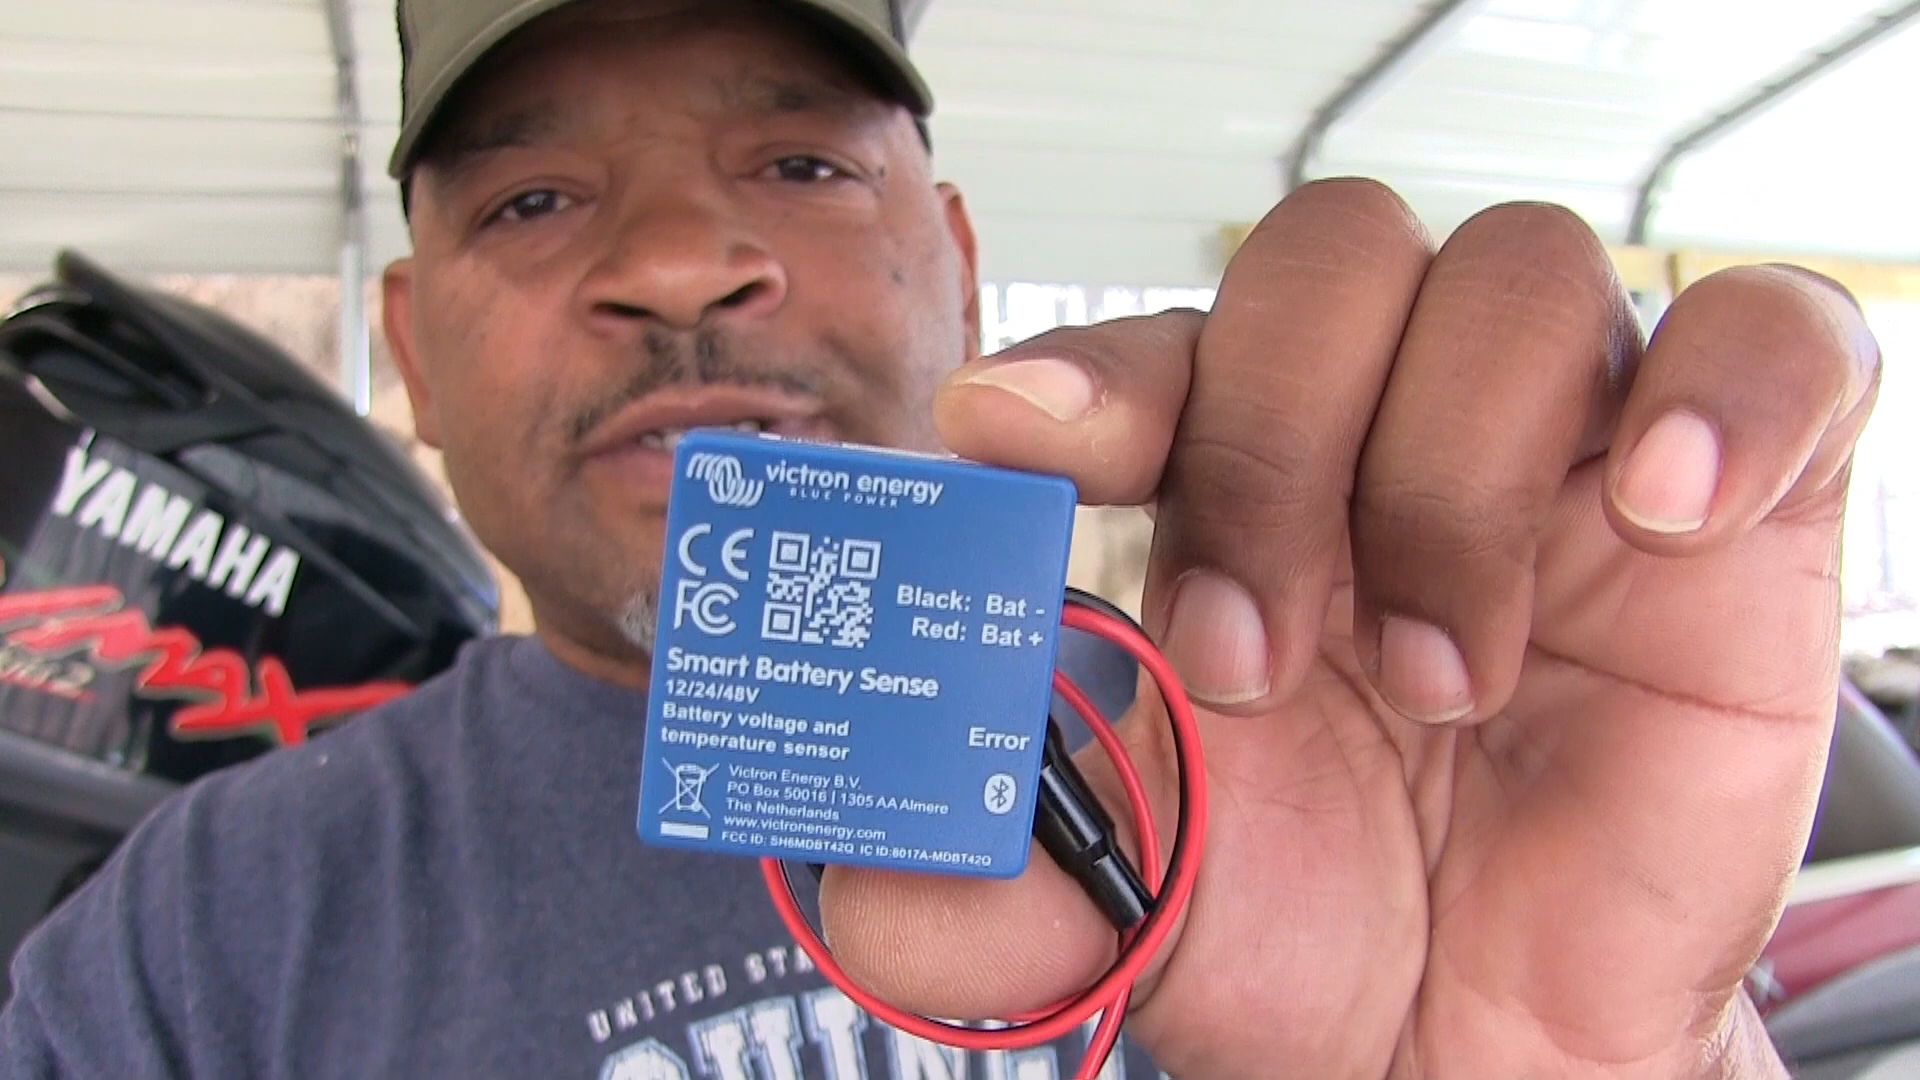 YAMAHA
Vmax
victron energy
BLUE POWER
CE
FC
Black: Bat -
Red: Bat +
Smart Battery Sense
12/24/48V
Battery voltage and
temperature sensor
Error
Victron Energy B.V.
PO Box 50016 | 1305 AA Almere
The Netherlands
www.victronenergy.com
FCC ID: SH6MDBT42Q IC ID:8017A-MDBT42Q
UNITED